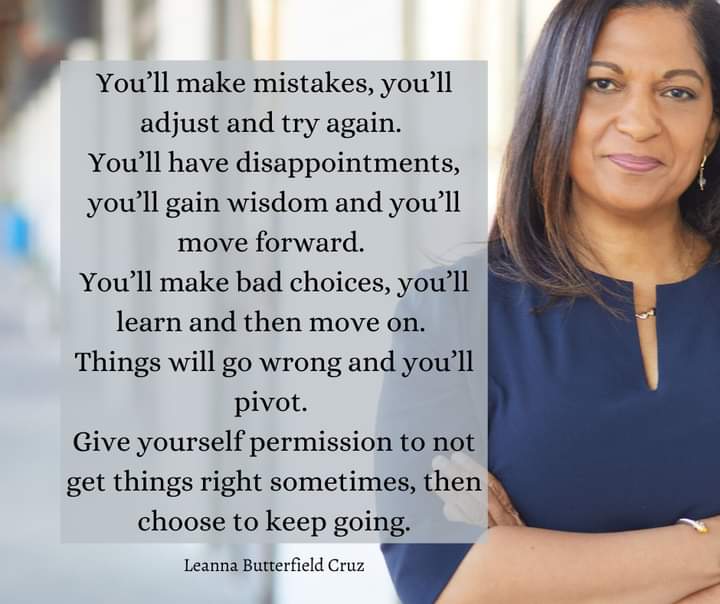 You’ll make mistakes, you’ll
adjust and try again.
You’ll have disappointments,
you’ll gain wisdom and you’ll
move forward.
You’ll make bad choices, you’ll
learn and then move on.
Things will go wrong and you’ll
pivot.
Give yourself permission to not
get things right sometimes, then
choose to keep going.
Leanna Butterfield Cruz